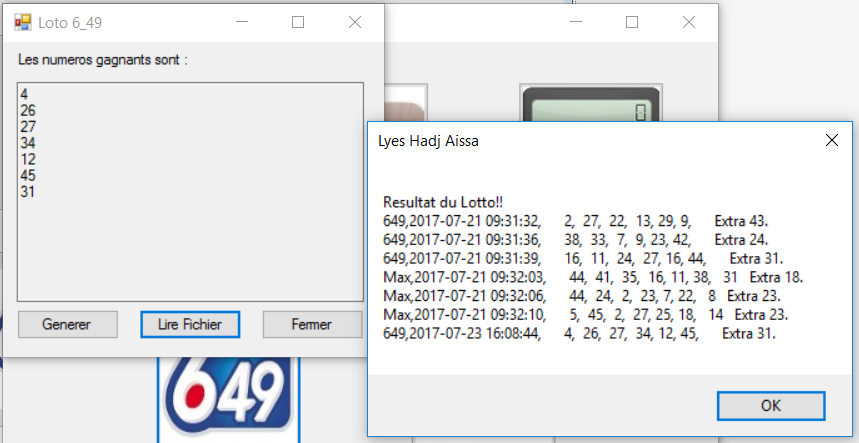 Loto 6_49
Les numeros gagnants sont :
4
26
27
34
12
45
31
Generer
Lire Fichier
Fermer
649
0
Lyes Hadj Aissa
Resultat du Lotto!!
649,2017-07-21 09:31:32, 2, 27, 22, 13, 29, 9, Extra 43.
649,2017-07-21 09:31:36, 38, 33, 7, 9, 23, 42, Extra 24.
649,2017-07-21 09:31:39, 16, 11, 24, 27, 16, 44, Extra 31.
Max,2017-07-21 09:32:03, 44, 41, 35, 16, 11, 38, 31 Extra 18.
Max,2017-07-21 09:32:06, 44, 24, 2, 23, 7, 22, 8 Extra 23.
Max,2017-07-21 09:32:10, 5, 45, 2, 27, 25, 18, 14 Extra 23.
649,2017-07-23 16:08:44, 4, 26, 27, 34, 12, 45, Extra 31.
OK